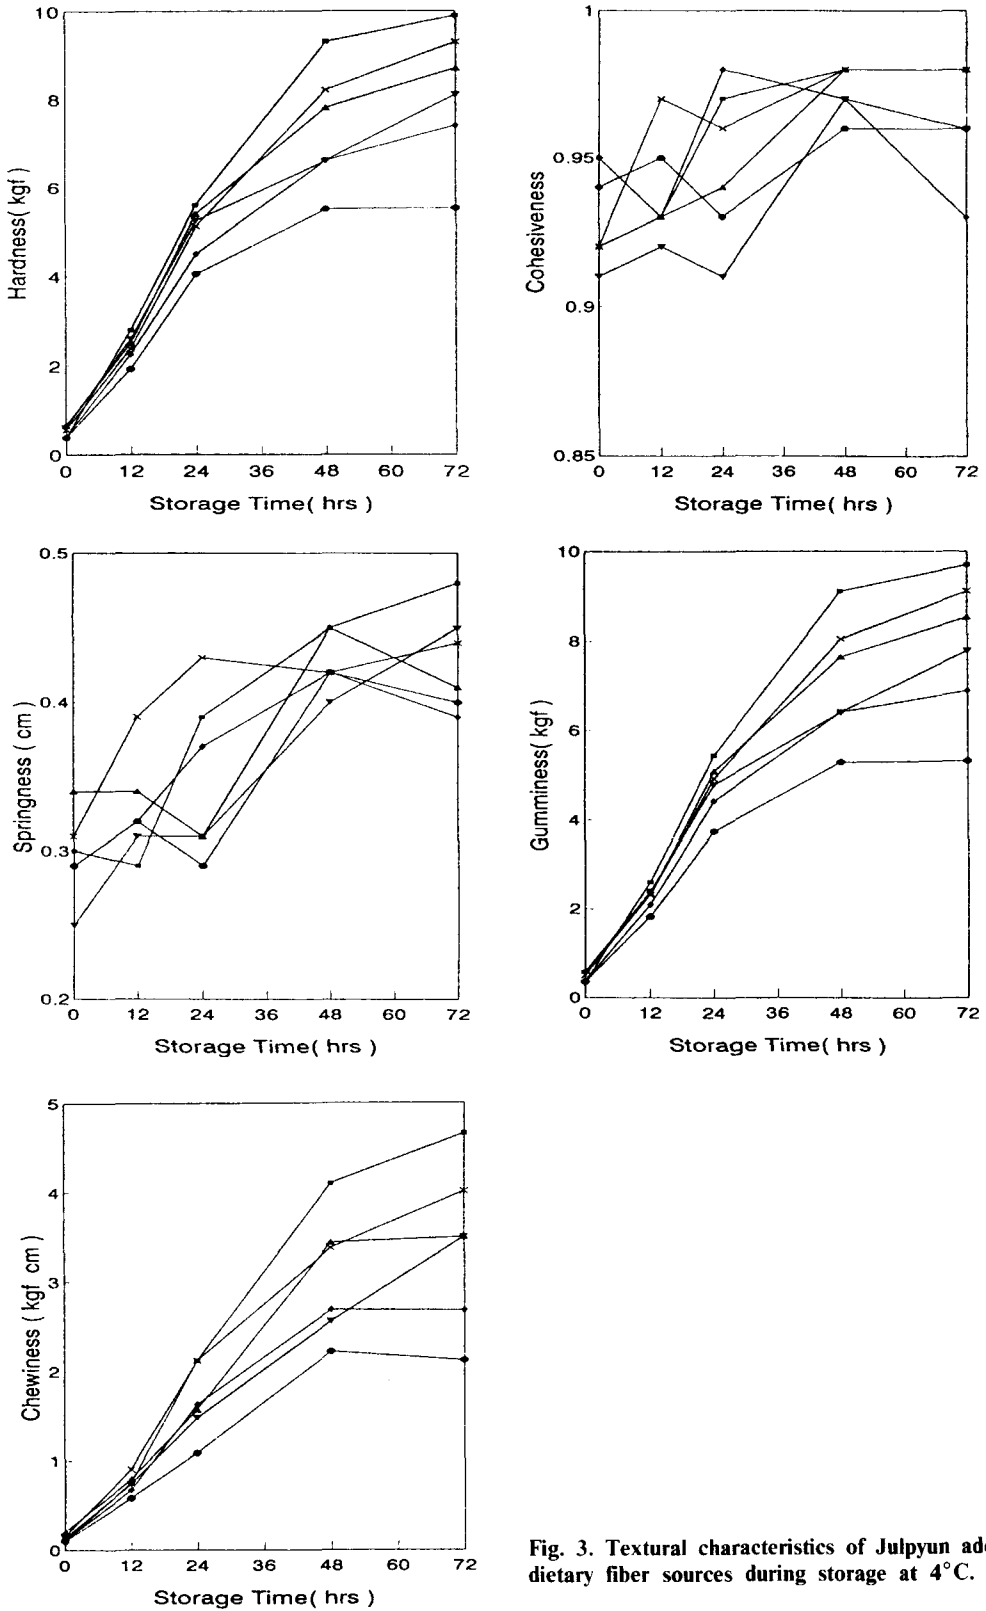 10
8
6
4
2
0
Hardness( kgf )
0 12 24 36 48 60 72
Storage Time( hrs )
1
0.95
0.9
0.85
Cohesiveness
0 12 24 36 48 60 72
Storage Time( hrs )
0.5
0.4
0.3
0.2
Springness ( cm )
0 12 24 36 48 60 72
Storage Time( hrs )
10
8
6
4
2
0
Gumminess( kgf )
0 12 24 36 48 60 72
Storage Time( hrs )
5
4
3
2
1
0
Chewiness ( kgf cm )
0 12 24 36 48 60 72
Storage Time( hrs )
Fig. 3. Textural characteristics of Julpyun
dietary fiber sources during storage at 4°C.